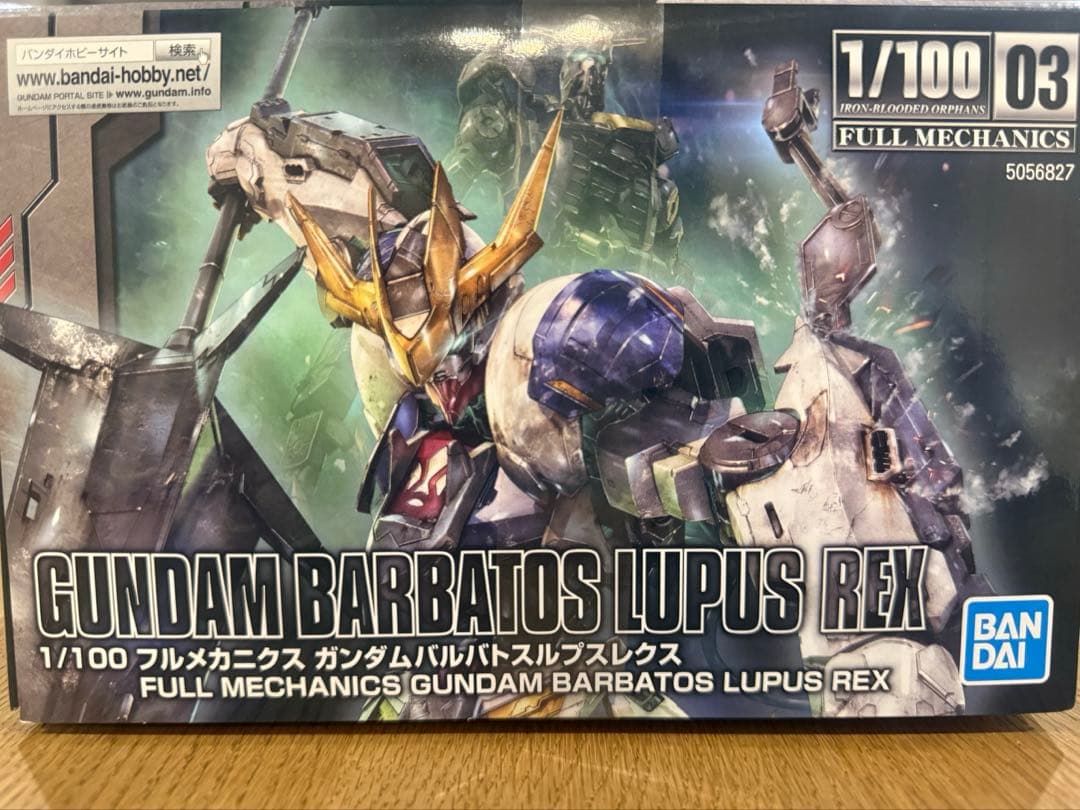 バンダイホビーサイト 検索
www.bandai-hobby.net/
GUNDAM PORTAL SITE www.gundam.info
1/100
IRON-BLOODED ORPHANS
03
FULL MECHANICS
5056827
GUNDAM BARBATOS LUPUS REX
1/100 フルメカニクス ガンダムバルバトスルプスレクス
FULL MECHANICS GUNDAM BARBATOS LUPUS REX
BAN
DAI